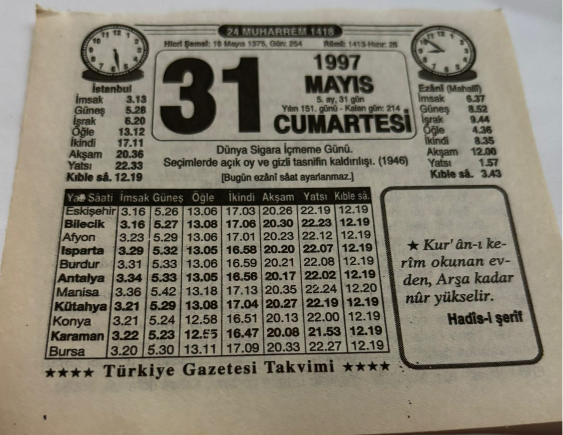 24 MUHARREM 1418
Hicri Şemsî: 10 Mayıs 1375, Gün: 254 Rûmî: 1413-Hızır: 26
31
1997
MAYIS
5. ay, 31 gün
Yılın 151. günü - Kalan gün: 214
CUMARTESİ
İstanbul
İmsak 3.13
Güneş 5.28
İşrak 6.20
Öğle 13.12
İkindi 17.11
Akşam 20.36
Yatsı 22.33
Kıble sâ. 12.19
Ezânî (Mahallî)
İmsak 6.37
Güneş 8.52
İşrak 9.44
Öğle 4.36
İkindi 8.35
Akşam 12.00
Yatsı 1.57
Kıble sâ. 3.43
Dünya Sigara İçmeme Günü.
Seçimlerde açık oy ve gizli tasnifin kaldırılışı. (1946)
[Bugün ezânî sâat ayarlanmaz.]
Sâati İmsak Güneş Öğle İkindi Akşam Yatsı Kıble sâ.
Eskişehir 3.16 5.26 13.06 17.03 20.26 22.19 12.19
Bilecik 3.16 5.27 13.08 17.06 20.30 22.23 12.19
Afyon 3.23 5.29 13.06 17.01 20.23 22.12 12.19
Isparta 3.29 5.32 13.05 16.58 20.20 22.07 12.19
Burdur 3.31 5.33 13.06 16.59 20.21 22.08 12.19
Antalya 3.34 5.33 13.05 16.56 20.17 22.02 12.19
Manisa 3.36 5.42 13.18 17.13 20.35 22.24 12.20
Kütahya 3.21 5.29 13.08 17.04 20.27 22.19 12.19
Konya 3.21 5.24 12.58 16.51 20.13 22.00 12.19
Karaman 3.22 5.23 12.55 16.47 20.08 21.53 12.19
Bursa 3.20 5.30 13.11 17.09 20.33 22.27 12.19
★ Kur'ân-ı ke-
rîm okunan ev-
den, Arşa kadar
nûr yükselir.
Hadîs-i şerîf
★★★★ Türkiye Gazetesi Takvimi ★★★★